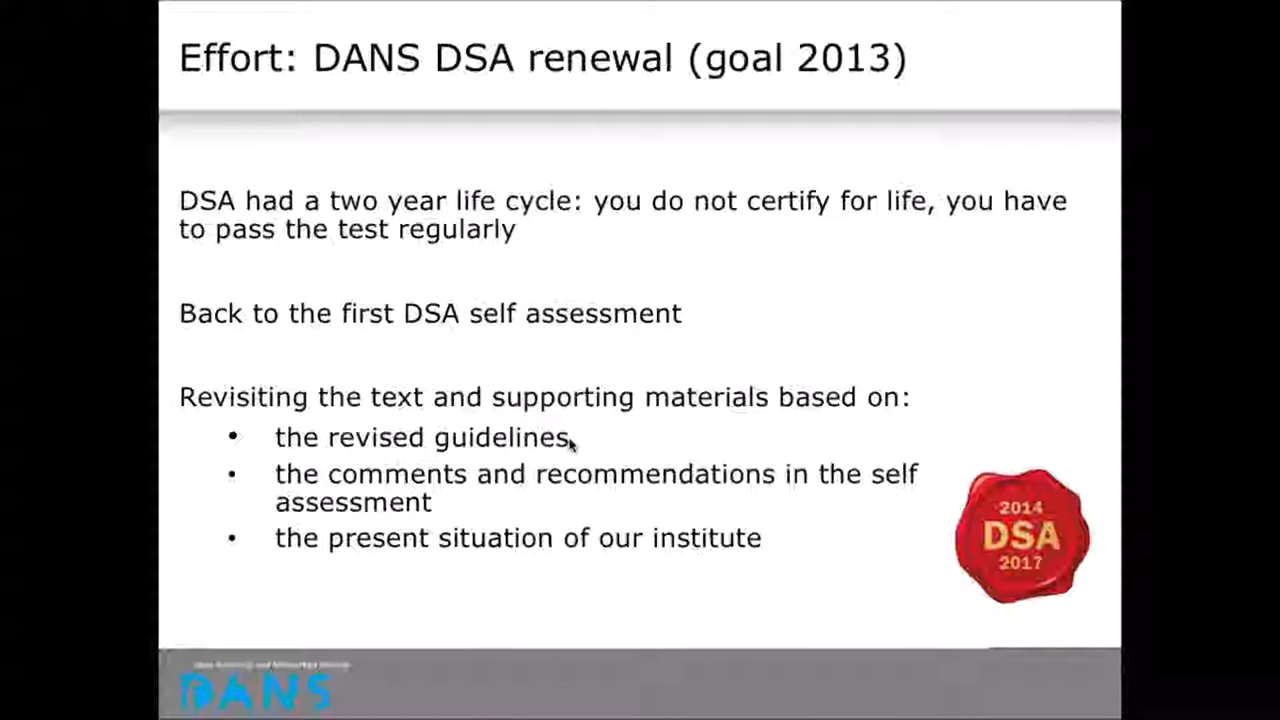 Effort: DANS DSA renewal (goal 2013)
DSA had a two year life cycle: you do not certify for life, you have
to pass the test regularly
Back to the first DSA self assessment
Revisiting the text and supporting materials based on:
• the revised guidelines
• the comments and recommendations in the self
assessment
• the present situation of our institute
2014
DSA
2017
DANS